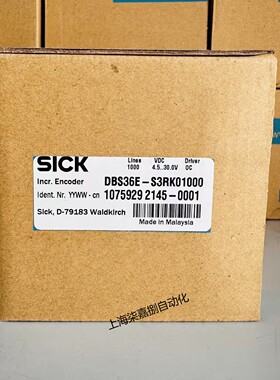 SICK
Lines VDC Driver
1000 4.5...30.0V OC
Incr. Encoder DBS36E-S3RK01000
Ident. Nr. YYWW - cn 1075929 2145-0001
Sick, D-79183 Waldkirch
Made in Malaysia
上海柒嘉捌自动化